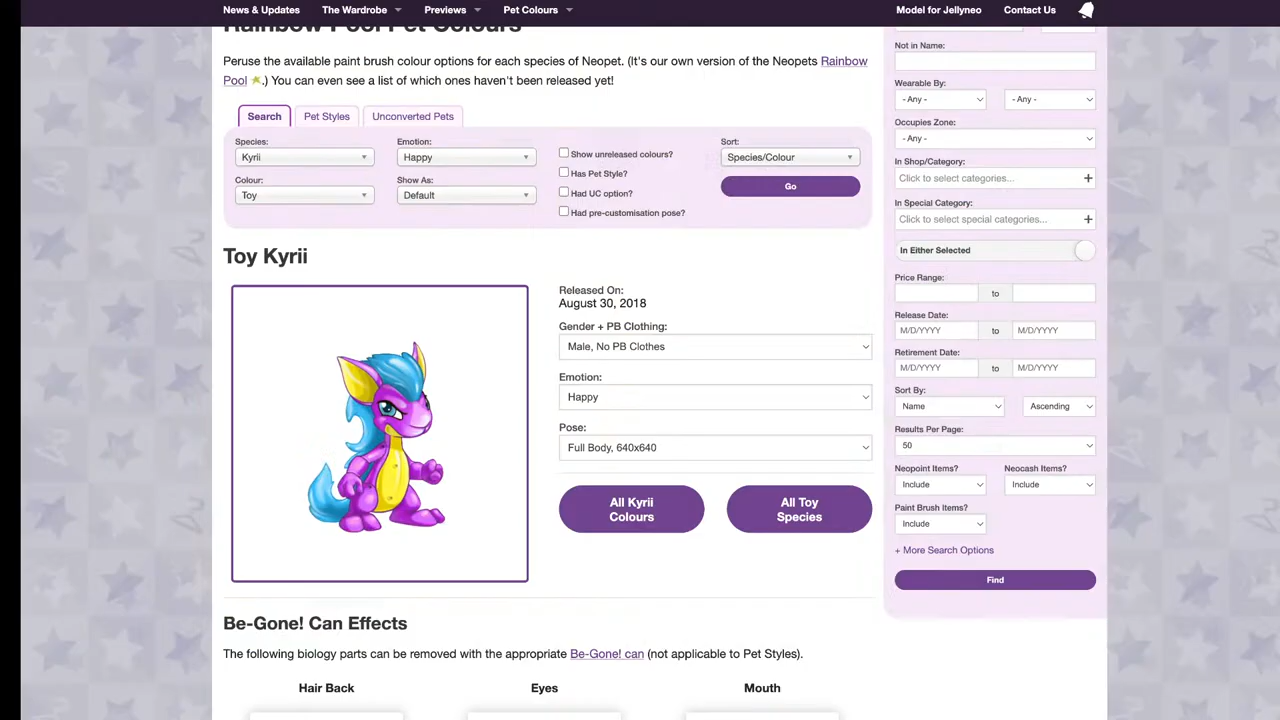 News & Updates The Wardrobe Previews Pet Colours Model for Jellyneo Contact Us
Rainbow Pool Pet Colours
Peruse the available paint brush colour options for each species of Neopet. (It's our own version of the Neopets Rainbow
Pool .) You can even see a list of which ones haven't been released yet!
Search Pet Styles Unconverted Pets
Species: Emotion: Sort:
Kyrii Happy Species/Colour
Colour: Show As:
Toy Default Go
Show unreleased colours?
Has Pet Style?
Had UC option?
Had pre-customisation pose?
Toy Kyrii
Released On:
August 30, 2018
Gender + PB Clothing:
Male, No PB Clothes
Emotion:
Happy
Pose:
Full Body, 640x640
All Kyrii
Colours
All Toy
Species
Be-Gone! Can Effects
The following biology parts can be removed with the appropriate Be-Gone! can (not applicable to Pet Styles).
Hair Back Eyes Mouth
Not in Name:
Wearable By:
- Any - - Any -
Occupies Zone:
- Any -
In Shop/Category:
Click to select categories... +
In Special Category:
Click to select special categories... +
In Either Selected
Price Range:
to
Release Date:
M/D/YYYY to M/D/YYYY
Retirement Date:
M/D/YYYY to M/D/YYYY
Sort By:
Name Ascending
Results Per Page:
50
Neopoint Items? Neocash Items?
Include Include
Paint Brush Items?
Include
+ More Search Options
Find